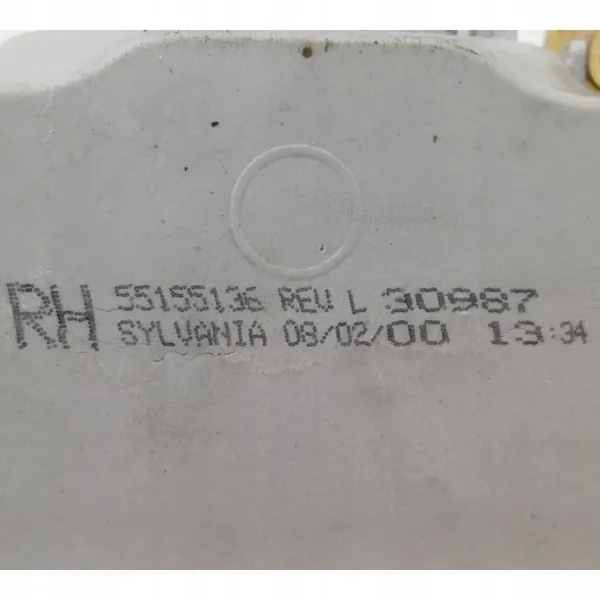 RH 55155136 REV L 30987
SYLVANIA 08/02/00 13:34